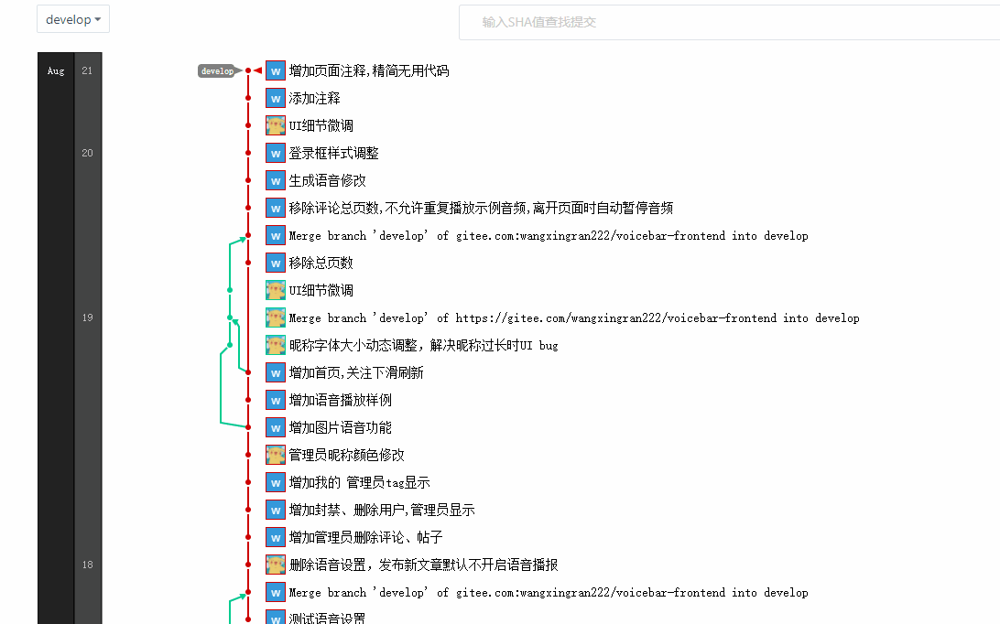 develop
输入SHA值查找提交
Aug 21 develop w 增加页面注释,精简无用代码
w 添加注释
UI细节微调
20 w 登录框样式调整
w 生成语音修改
w 移除评论总页数,不允许重复播放示例音频,离开页面时自动暂停音频
w Merge branch 'develop' of gitee.com:wangxingran222/voicebar-frontend into develop
w 移除总页数
UI细节微调
19 Merge branch 'develop' of https://gitee.com/wangxingran222/voicebar-frontend into develop
昵称字体大小动态调整，解决昵称过长时UI bug
w 增加首页,关注下滑刷新
w 增加语音播放样例
w 增加图片语音功能
管理员昵称颜色修改
w 增加我的 管理员tag显示
w 增加封禁、删除用户,管理员显示
w 增加管理员删除评论、帖子
18 删除语音设置，发布新文章默认不开启语音播报
w Merge branch 'develop' of gitee.com:wangxingran222/voicebar-frontend into develop
w 测试语音设置